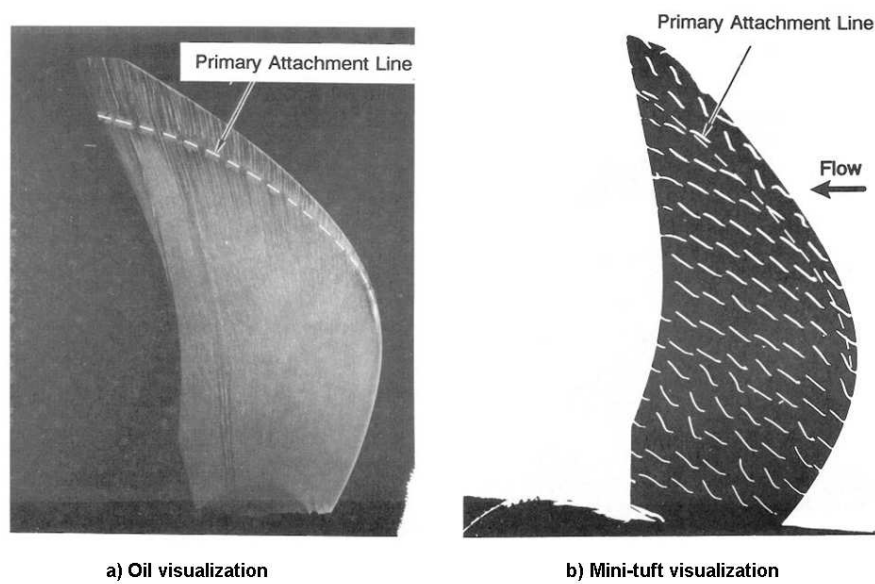 Primary Attachment Line
Primary Attachment Line
Flow
a) Oil visualization
b) Mini-tuft visualization